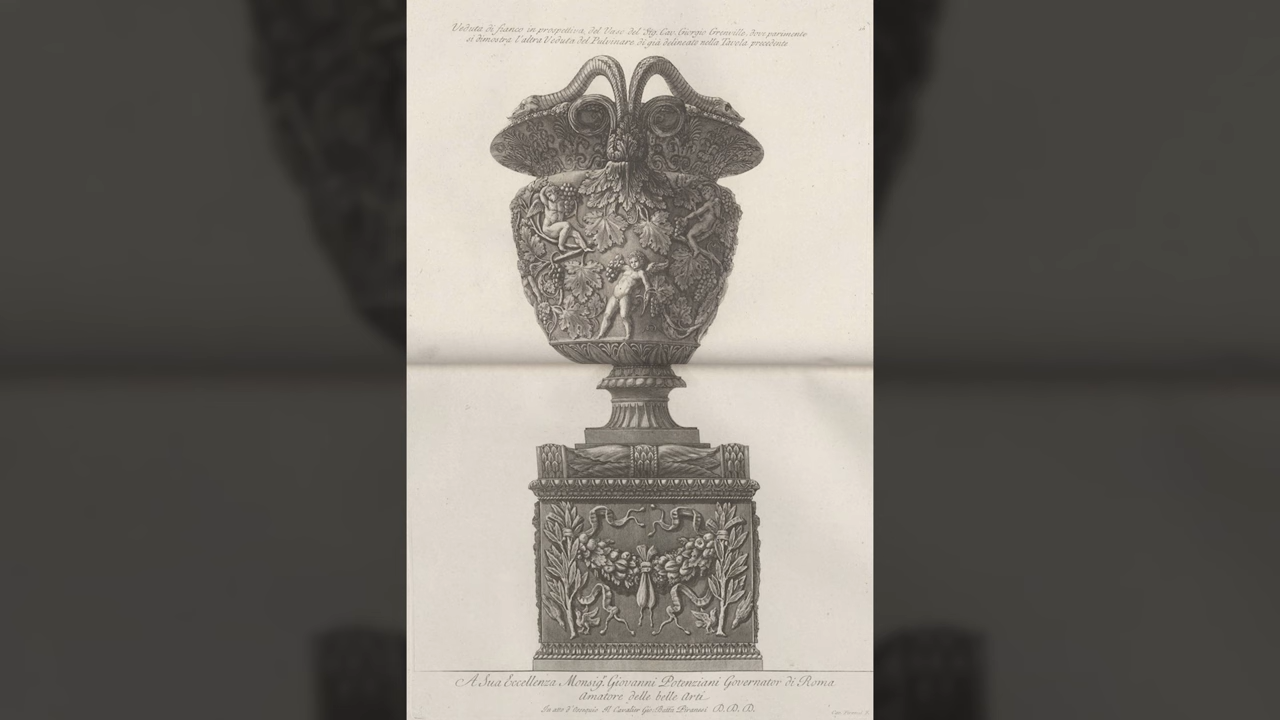 Veduta di fianco in prospettiva, del Vaso del Sig. Cav. Giorgio Grenville, dove parimente
si dimostra l'altra Veduta del Pulvinare di già delineato nella Tavola precedente
A Sua Eccellenza Monsigr. Giovanni Potenziani Governator di Roma
Amatore delle belle Arti
In atto d'ossequio Il Cavalier Gio. Batta Piranesi D.D.D.